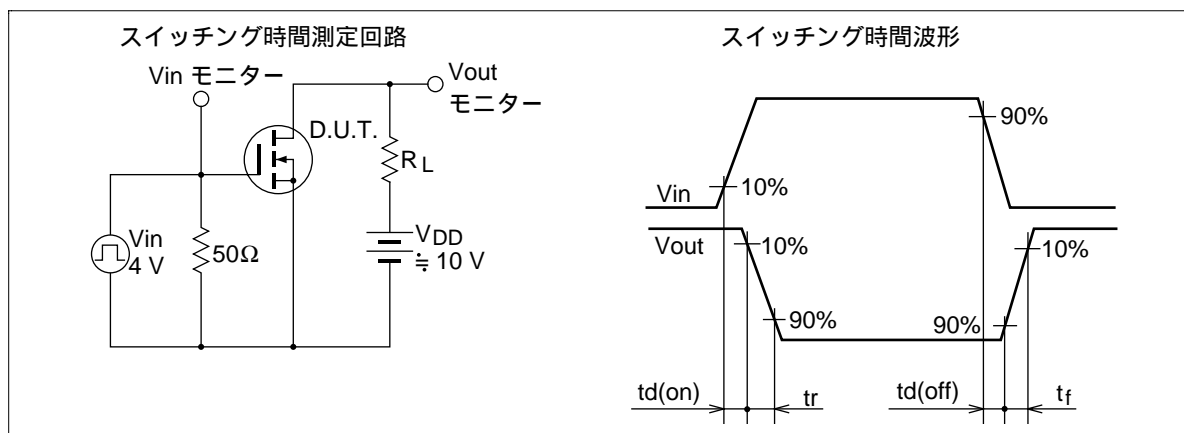 スイッチング時間測定回路
Vin モニター
Vout
モニター
D.U.T.
RL
Vin
4 V
50Ω
VDD
≒ 10 V
スイッチング時間波形
90%
10%
Vin
Vout
10%
10%
90%
90%
td(on)
tr
td(off)
tf